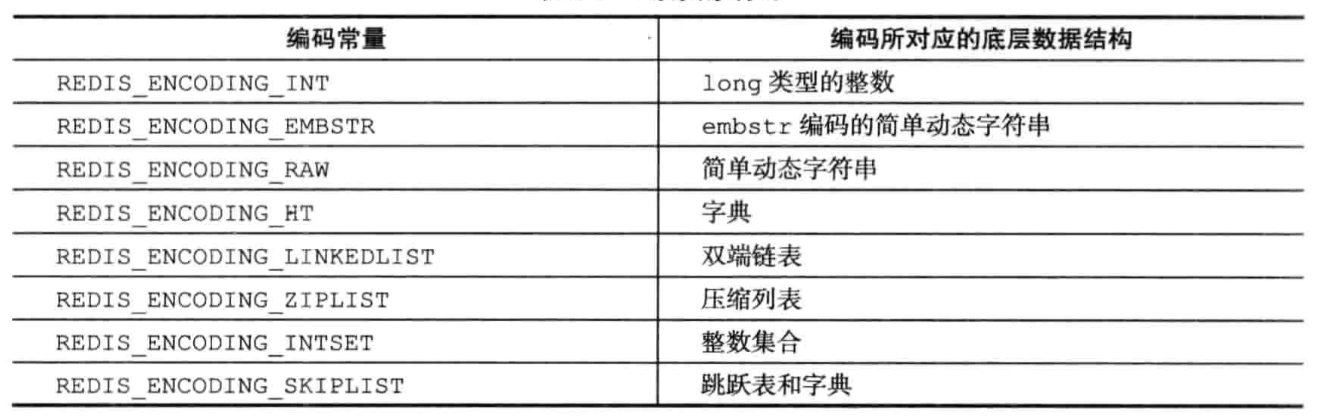 编码常量 编码所对应的底层数据结构
REDIS_ENCODING_INT long 类型的整数
REDIS_ENCODING_EMBSTR embstr 编码的简单动态字符串
REDIS_ENCODING_RAW 简单动态字符串
REDIS_ENCODING_HT 字典
REDIS_ENCODING_LINKEDLIST 双端链表
REDIS_ENCODING_ZIPLIST 压缩列表
REDIS_ENCODING_INTSET 整数集合
REDIS_ENCODING_SKIPLIST 跳跃表和字典